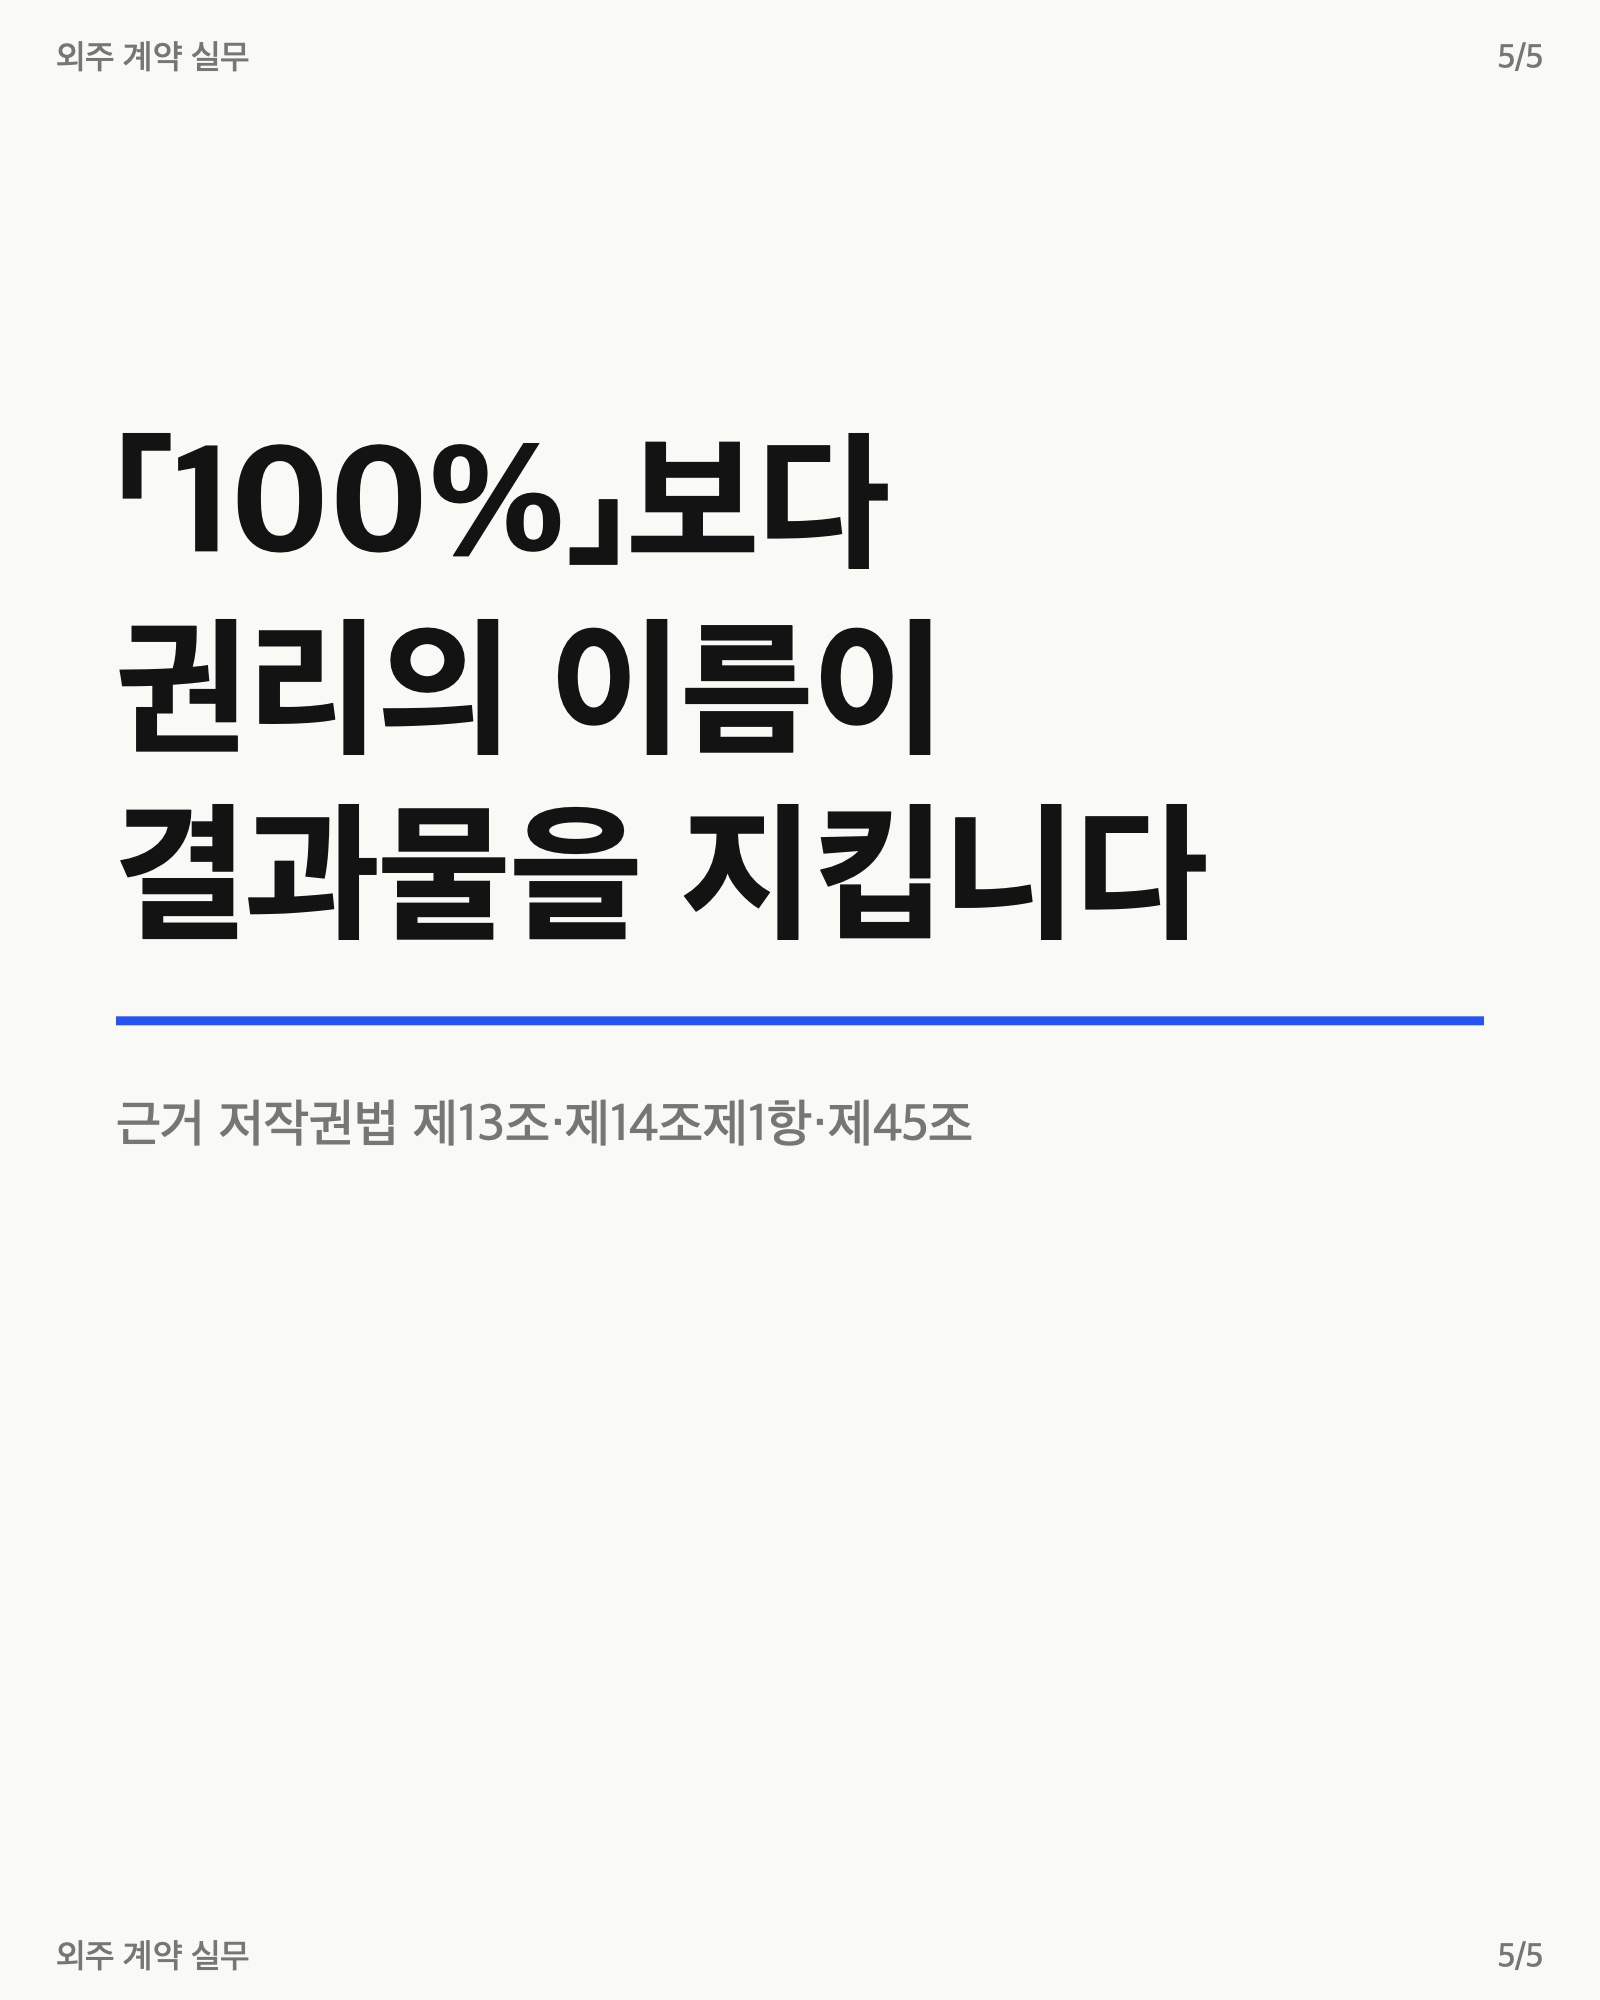 외주 계약 실무
5/5
「100%」보다
권리의 이름이
결과물을 지킵니다
근거 저작권법 제13조·제14조제1항·제45조
외주 계약 실무
5/5